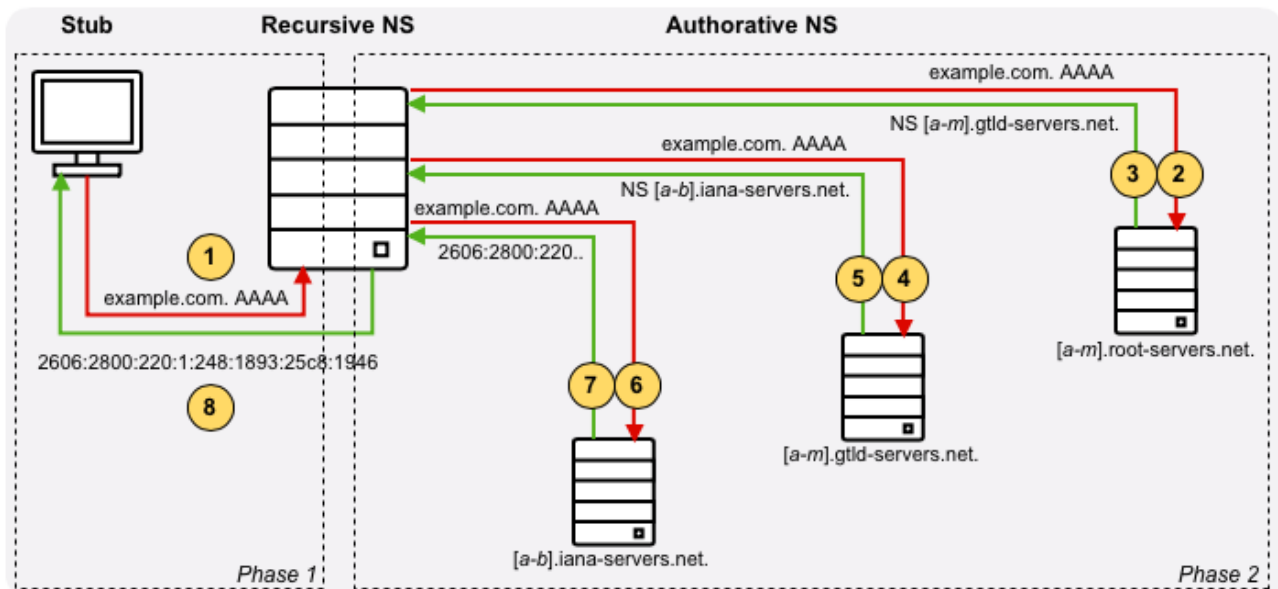 Stub
Recursive NS
Authorative NS
example.com. AAAA
NS [a-m].gtld-servers.net.
example.com. AAAA
3
2
NS [a-b].iana-servers.net.
example.com. AAAA
2606:2800:220..
1
example.com. AAAA
5
4
[a-m].root-servers.net.
2606:2800:220:1:248:1893:25c8:1946
7
6
8
[a-m].gtld-servers.net.
[a-b].iana-servers.net.
Phase 1
Phase 2